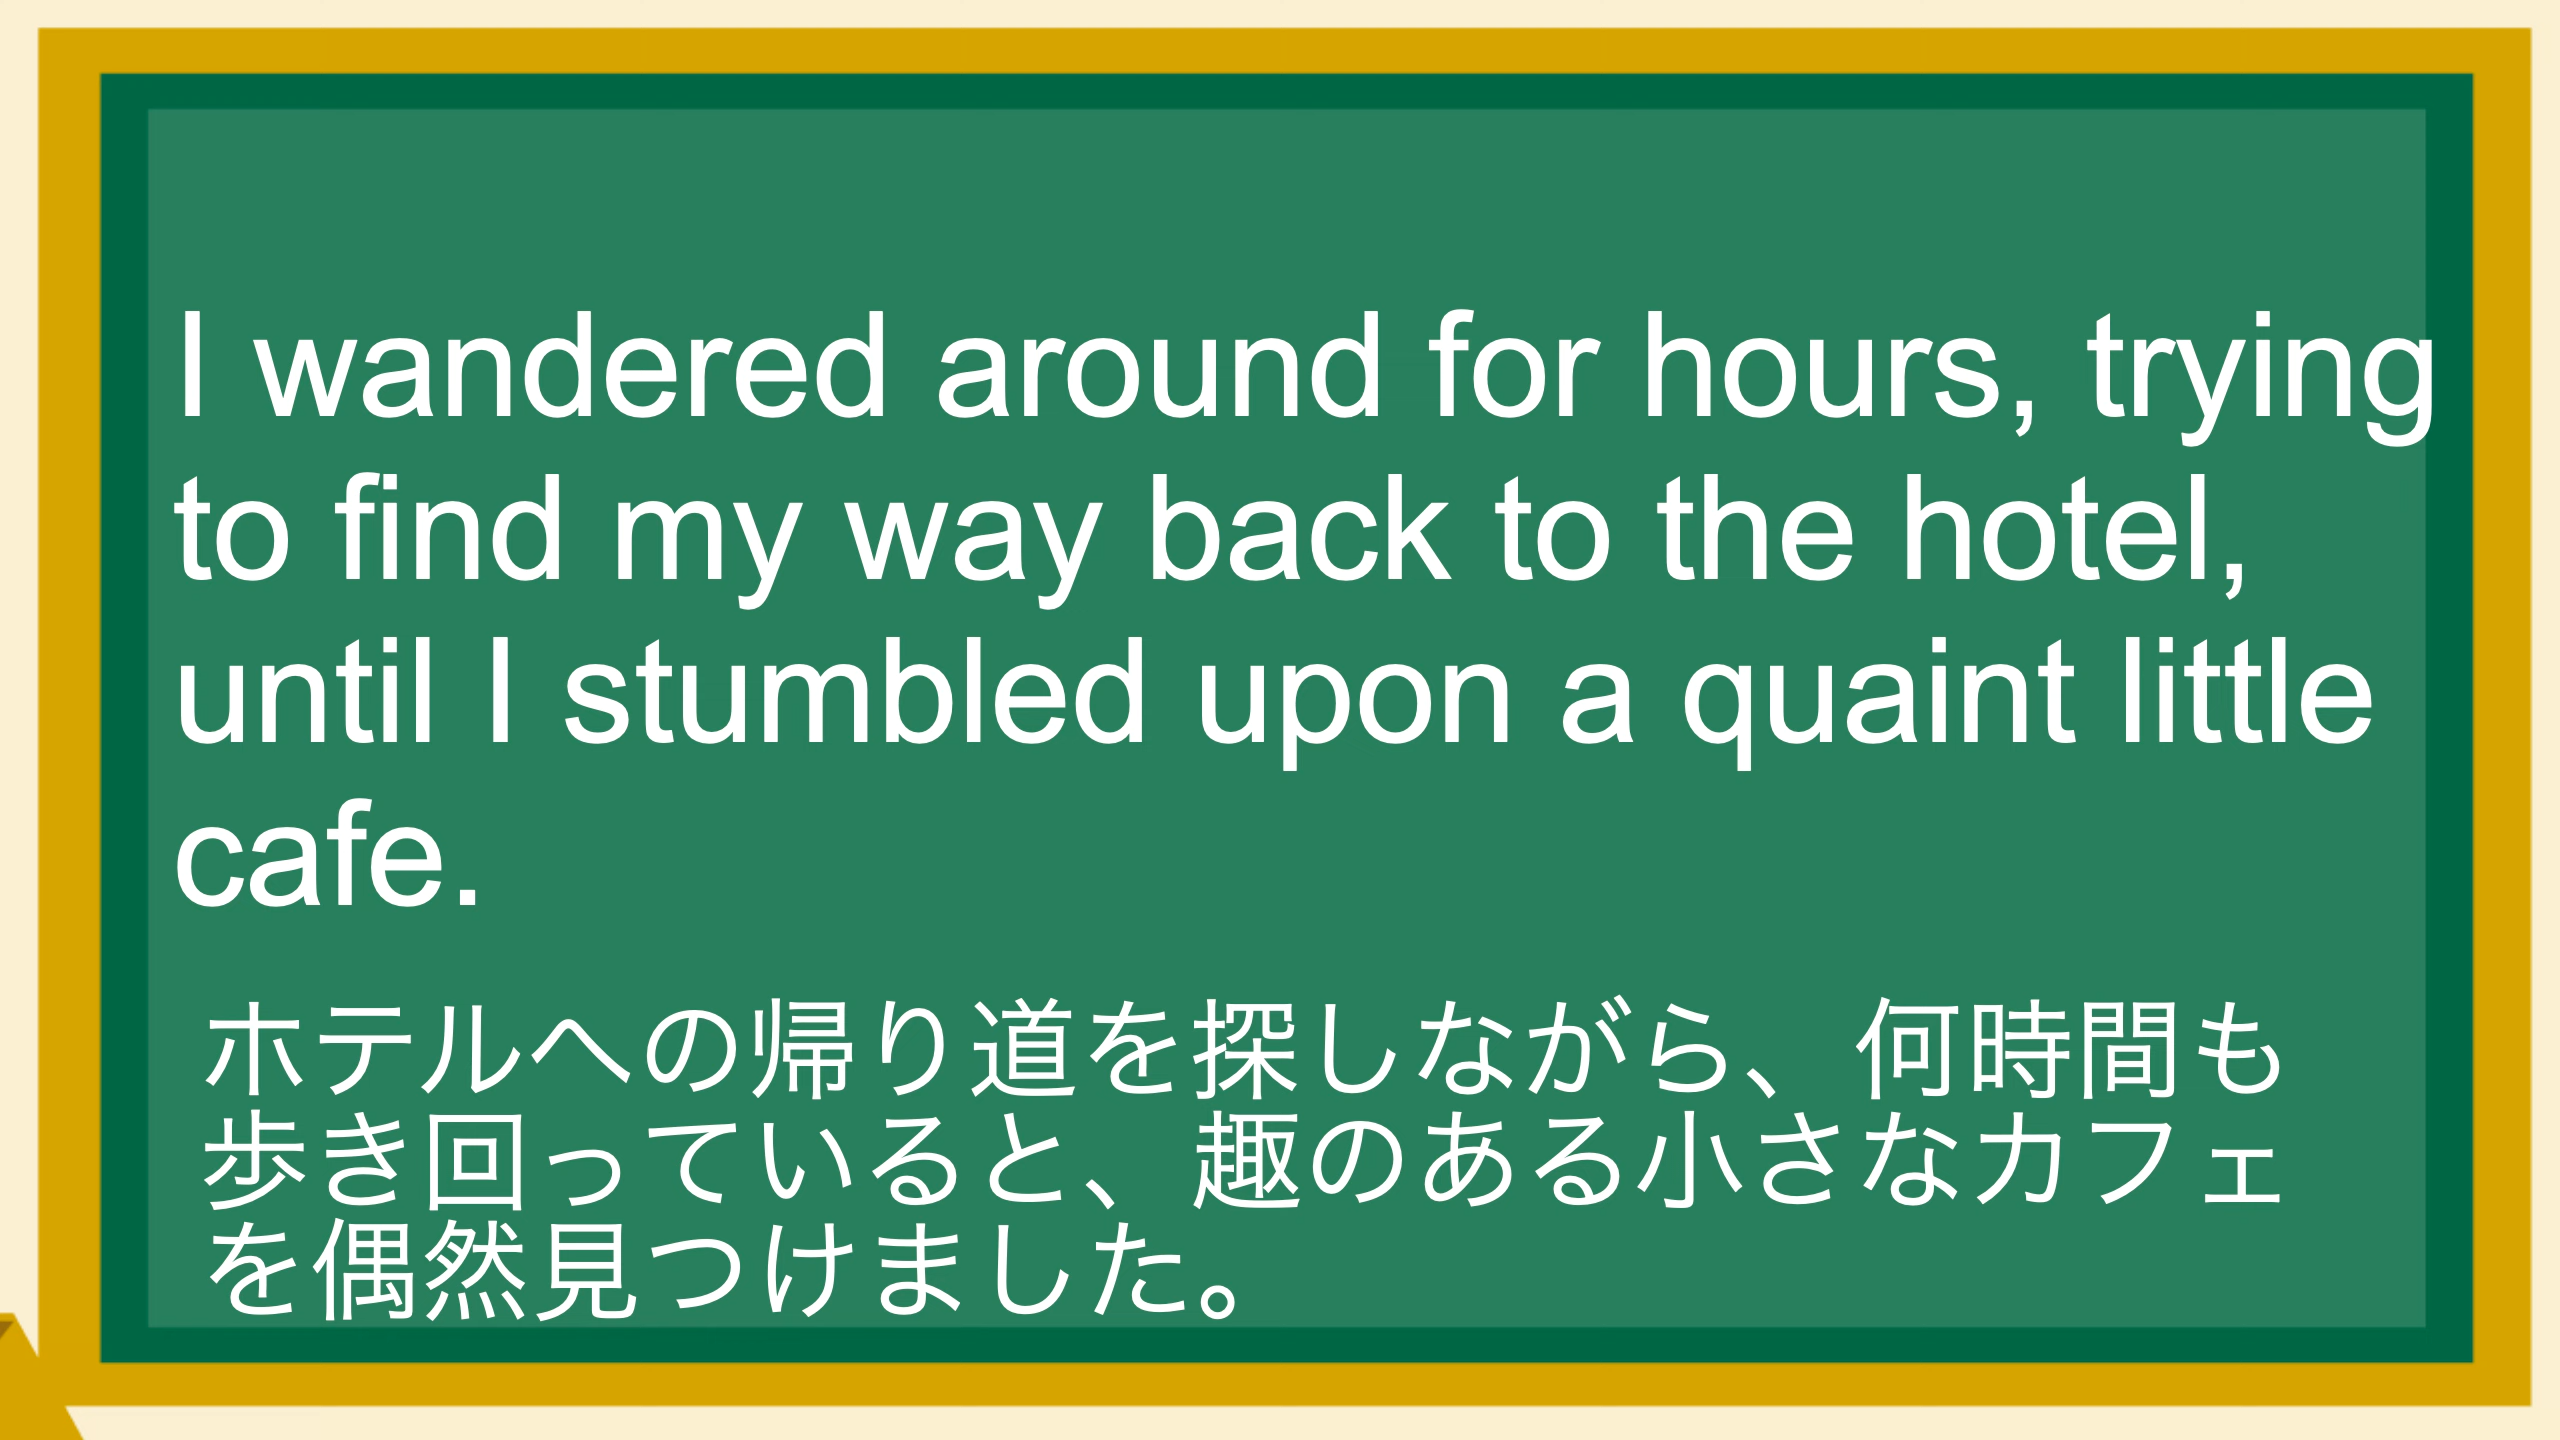 I wandered around for hours, trying
to find my way back to the hotel,
until I stumbled upon a quaint little
cafe.
ホテルへの帰り道を探しながら、何時間も
歩き回っていると、趣のある小さなカフェ
を偶然見つけました。